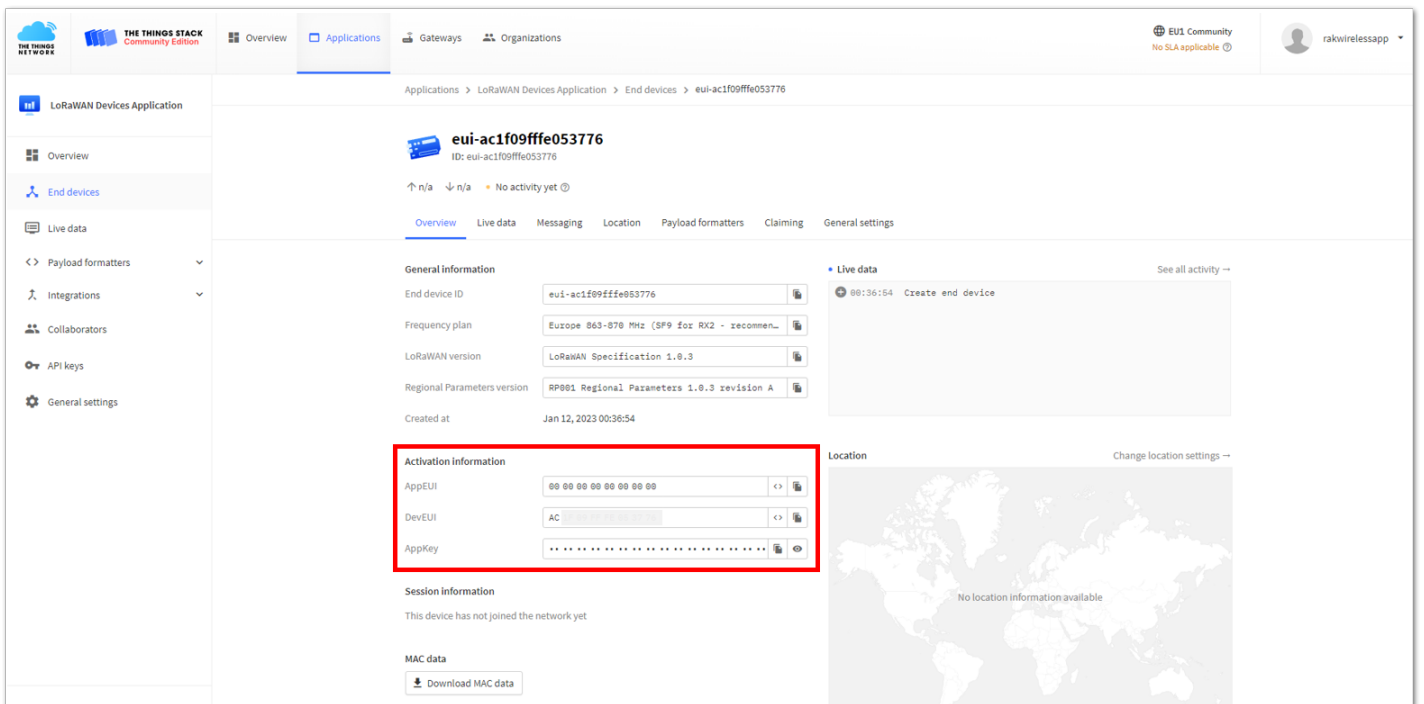 THE THINGS NETWORK
THE THINGS STACK
Community Edition
Overview
Applications
Gateways
Organizations
EU1 Community
No SLA applicable
rakwirelessapp
LoRaWAN Devices Application
Overview
End devices
Live data
Payload formatters
Integrations
Collaborators
API keys
General settings
Applications > LoRaWAN Devices Application > End devices > eui-ac1f09fffe053776
eui-ac1f09fffe053776
ID: eui-ac1f09fffe053776
↑ n/a ↓ n/a • No activity yet
Overview
Live data
Messaging
Location
Payload formatters
Claiming
General settings
General information
End device ID eui-ac1f09fffe053776
Frequency plan Europe 863-870 MHz (SF9 for RX2 - recommen…
LoRaWAN version LoRaWAN Specification 1.0.3
Regional Parameters version RP001 Regional Parameters 1.0.3 revision A
Created at Jan 12, 2023 00:36:54
Activation information
AppEUI 00 00 00 00 00 00 00 00
DevEUI AC
AppKey •• •• •• •• •• •• •• •• •• •• •• •• •• •• •• ••
Session information
This device has not joined the network yet
MAC data
Download MAC data
• Live data
See all activity →
00:36:54 Create end device
Location
Change location settings →
No location information available